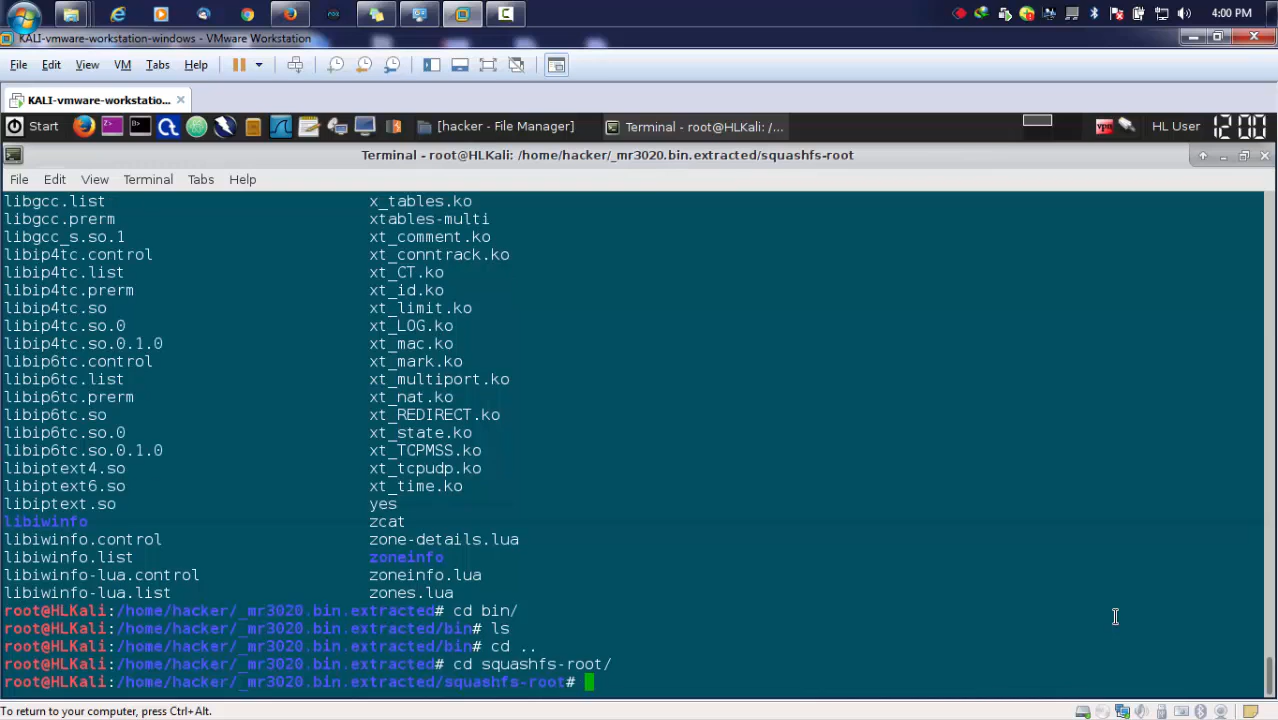 4:00 PM
KALI-vmware-workstation-windows - VMware Workstation
File Edit View VM Tabs Help
KALI-vmware-workstatio...
Start [hacker - File Manager] Terminal - root@HLKali: /... vpn HL User 12:00
Terminal - root@HLKali: /home/hacker/_mr3020.bin.extracted/squashfs-root
File Edit View Terminal Tabs Help
libgcc.list x_tables.ko
libgcc.prerm xtables-multi
libgcc_s.so.1 xt_comment.ko
libip4tc.control xt_conntrack.ko
libip4tc.list xt_CT.ko
libip4tc.prerm xt_id.ko
libip4tc.so xt_limit.ko
libip4tc.so.0 xt_LOG.ko
libip4tc.so.0.1.0 xt_mac.ko
libip6tc.control xt_mark.ko
libip6tc.list xt_multiport.ko
libip6tc.prerm xt_nat.ko
libip6tc.so xt_REDIRECT.ko
libip6tc.so.0 xt_state.ko
libip6tc.so.0.1.0 xt_TCPMSS.ko
libiptext4.so xt_tcpudp.ko
libiptext6.so xt_time.ko
libiptext.so yes
libiwinfo zcat
libiwinfo.control zone-details.lua
libiwinfo.list zoneinfo
libiwinfo-lua.control zoneinfo.lua
libiwinfo-lua.list zones.lua
root@HLKali:/home/hacker/_mr3020.bin.extracted# cd bin/
root@HLKali:/home/hacker/_mr3020.bin.extracted/bin# ls
root@HLKali:/home/hacker/_mr3020.bin.extracted/bin# cd ..
root@HLKali:/home/hacker/_mr3020.bin.extracted# cd squashfs-root/
root@HLKali:/home/hacker/_mr3020.bin.extracted/squashfs-root#
To return to your computer, press Ctrl+Alt.